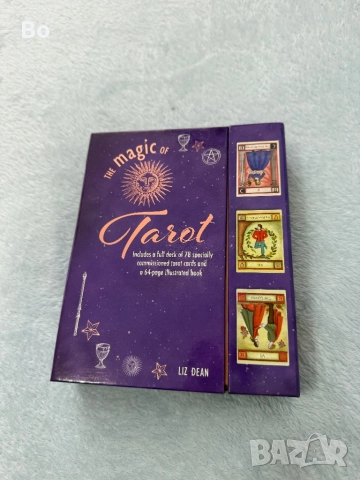 Bo
THE magic OF
Tarot
Includes a full deck of 78 specially
commissioned tarot cards and
a 64-page illustrated book
LIZ DEAN
BAZAR
bg